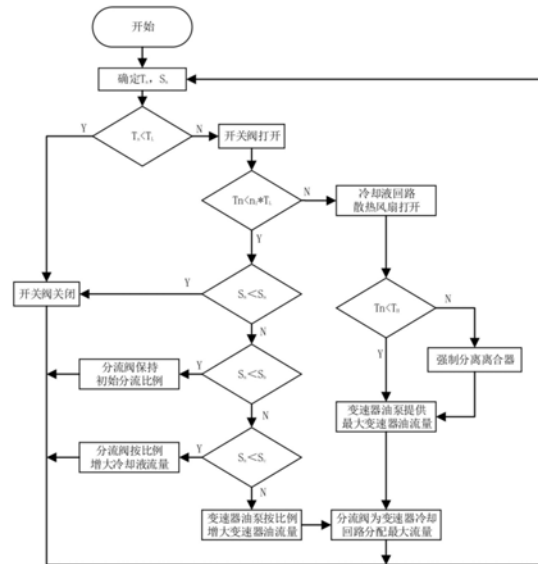 开始
确定Tₙ，Sₙ
Y
N
开关阀打开
Tn<n₁*T₁
N
冷却液回路
散热风扇打开
Y
开关阀关闭
Y
N
Tn<T₀
N
Y
强制分离离合器
分流阀保持
初始分流比例
Y
N
变速器油泵提供
最大变速器油流量
分流阀按比例
增大冷却液流量
Y
N
变速器油泵按比例
增大变速器油流量
分流阀为变速器冷却
回路分配最大流量